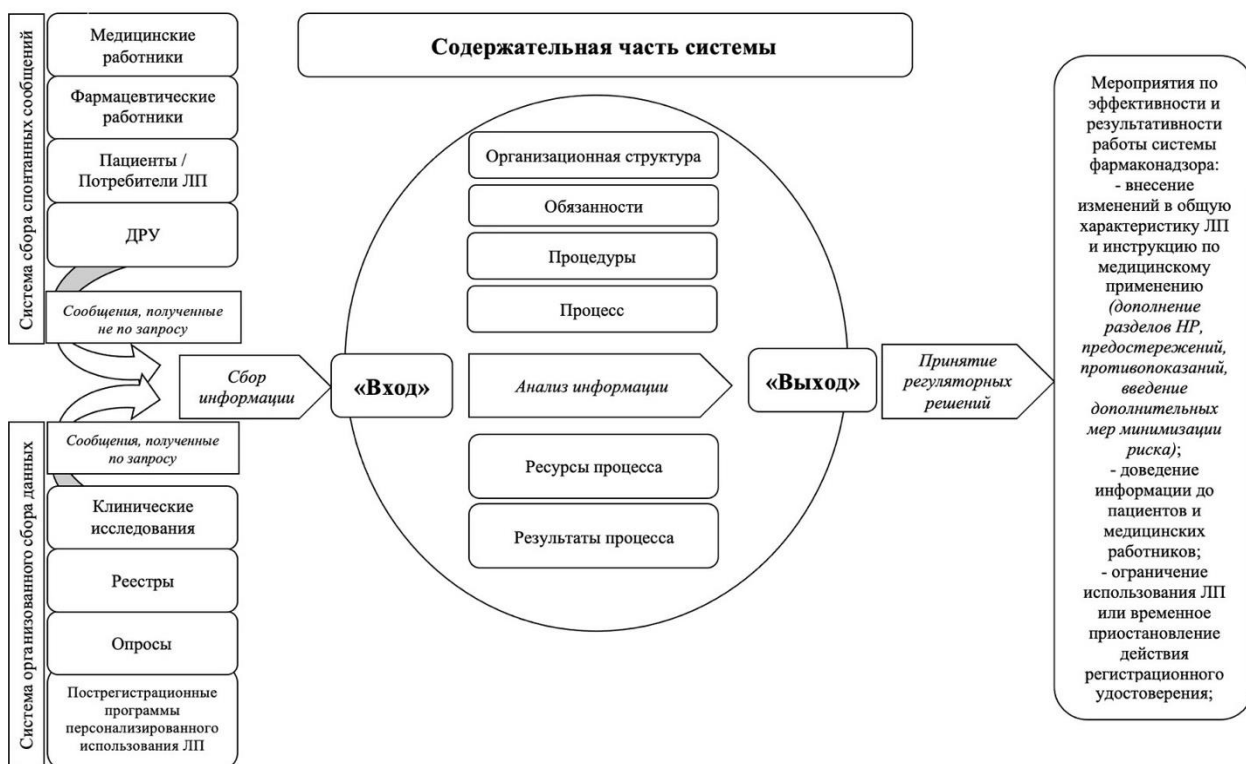 Система сбора спонтанных сообщений
Медицинские
работники
Фармацевтические
работники
Пациенты /
Потребители ЛП
ДРУ
Сообщения, полученные
не по запросу
Система организованного сбора данных
Сообщения, полученные
по запросу
Клинические
исследования
Реестры
Опросы
Пострегистрационные
программы
персонализированного
использования ЛП
Сбор
информации
Содержательная часть системы
«Вход»
Организационная структура
Обязанности
Процедуры
Процесс
Анализ информации
Ресурсы процесса
Результаты процесса
«Выход»
Принятие
регуляторных
решений
Мероприятия по
эффективности и
результативности
работы системы
фармаконадзора:
- внесение
изменений в общую
характеристику ЛП
и инструкцию по
медицинскому
применению
(дополнение
разделов НР,
предостережений,
противопоказаний,
введение
дополнительных
мер минимизации
риска);
- доведение
информации до
пациентов и
медицинских
работников;
- ограничение
использования ЛП
или временное
приостановление
действия
регистрационного
удостоверения;